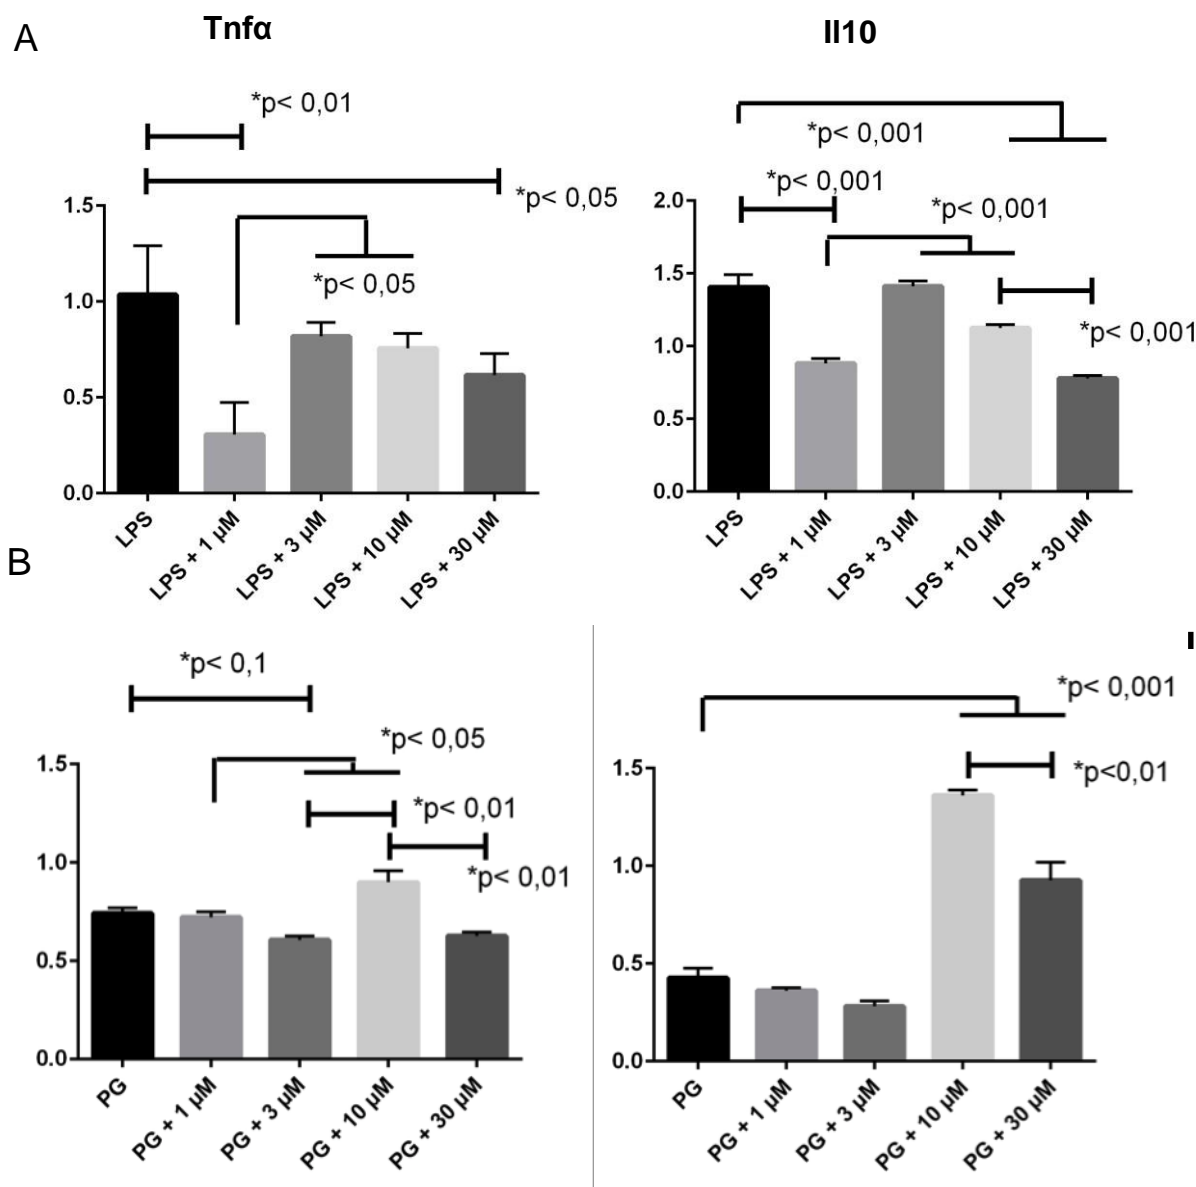 A
Tnfα
Il10
*p< 0,01
*p< 0,05
*p< 0,05
1.5
1.0
0.5
0.0
LPS
LPS + 1 µM
LPS + 3 µM
LPS + 10 µM
LPS + 30 µM
*p< 0,001
*p< 0,001
*p< 0,001
*p< 0,001
2.0
1.5
1.0
0.5
0.0
LPS
LPS + 1 µM
LPS + 3 µM
LPS + 10 µM
LPS + 30 µM
B
*p< 0,1
*p< 0,05
*p< 0,01
*p< 0,01
1.5
1.0
0.5
0.0
PG
PG + 1 µM
PG + 3 µM
PG + 10 µM
PG + 30 µM
*p< 0,001
*p<0,01
1.5
1.0
0.5
0.0
PG
PG + 1 µM
PG + 3 µM
PG + 10 µM
PG + 30 µM